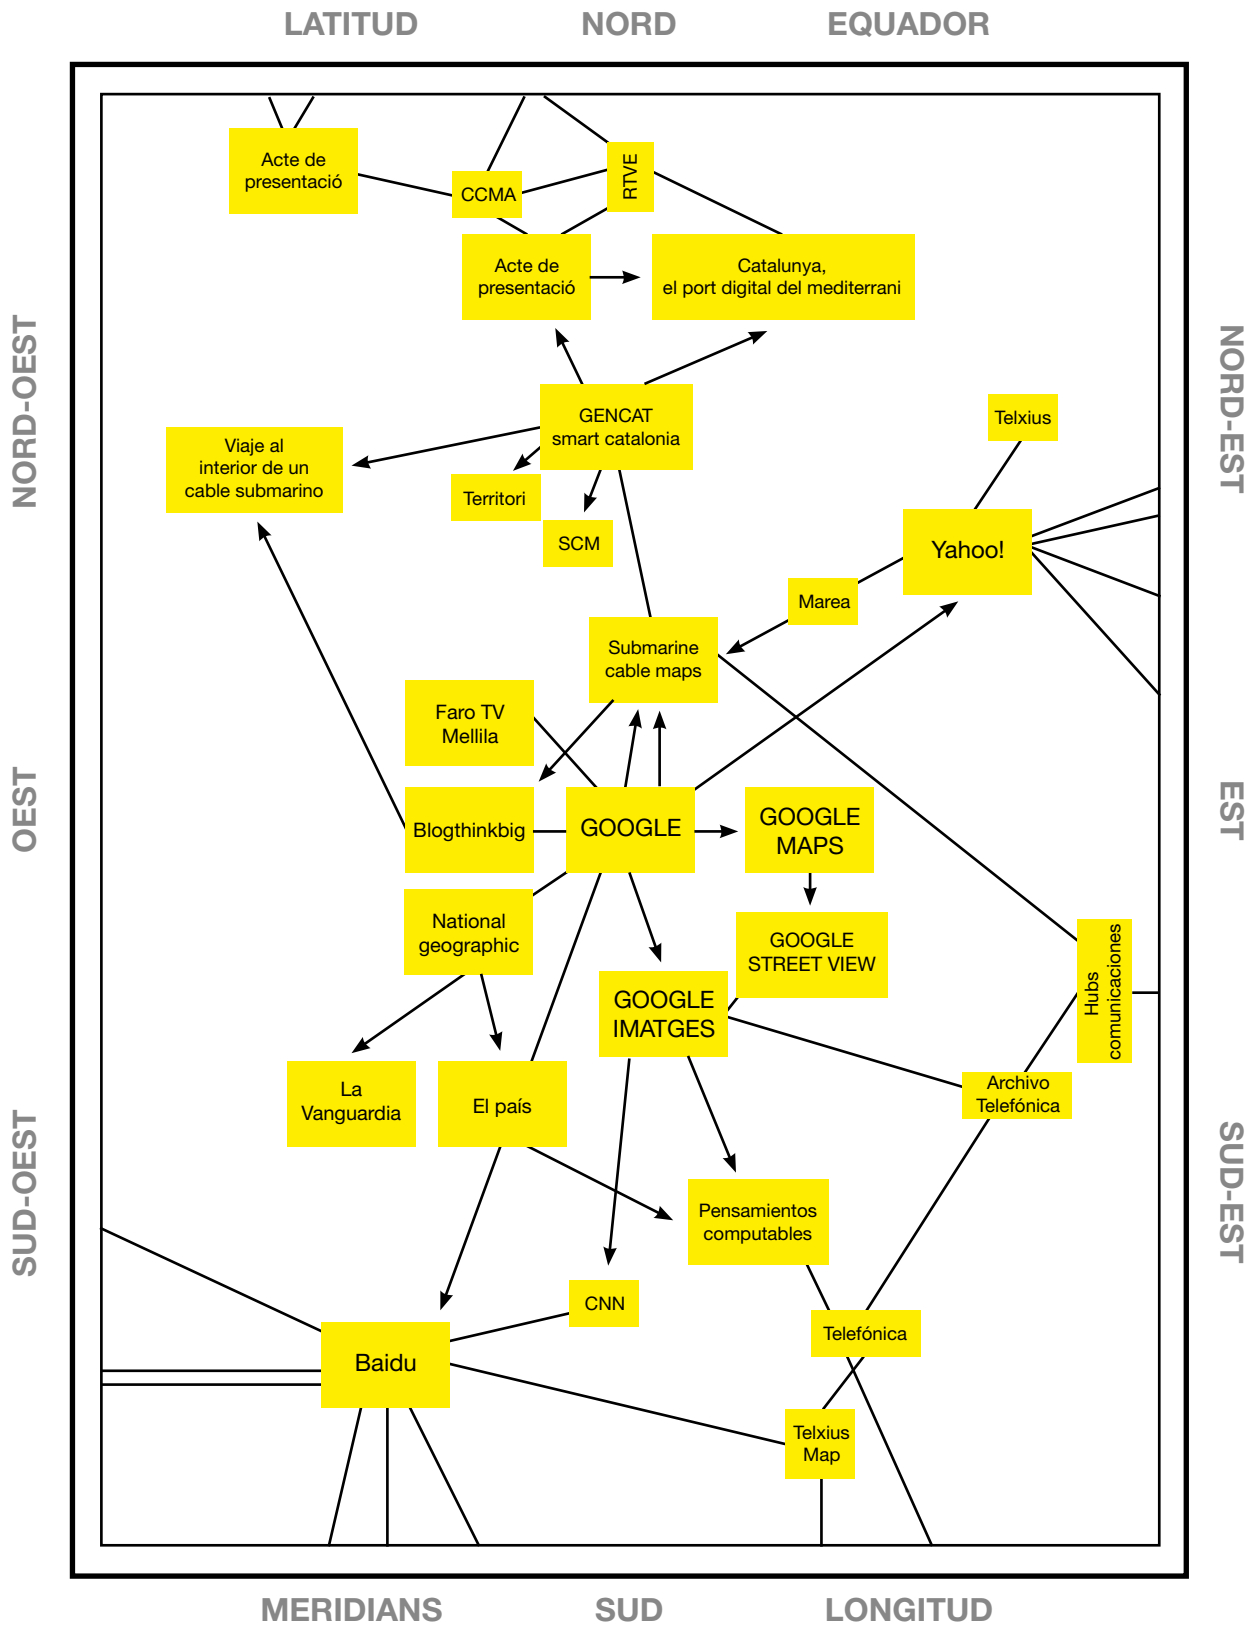 LATITUD
NORD
EQUADOR
Acte de
presentació
CCMA
RTVE
Acte de
presentació
Catalunya,
el port digital del mediterrani
NORD-OEST
NORD-EST
GENCAT
smart catalonia
Telxius
Viaje al
interior de un
cable submarino
Territori
SCM
Yahoo!
Marea
Submarine
cable maps
Faro TV
Mellila
OEST
EST
Blogthinkbig
GOOGLE
GOOGLE
MAPS
National
geographic
GOOGLE
STREET VIEW
Hubs
comunicaciones
GOOGLE
IMATGES
La
Vanguardia
El país
Archivo
Telefónica
SUD-OEST
SUD-EST
Pensamientos
computables
CNN
Telefónica
Baidu
Telxius
Map
MERIDIANS
SUD
LONGITUD